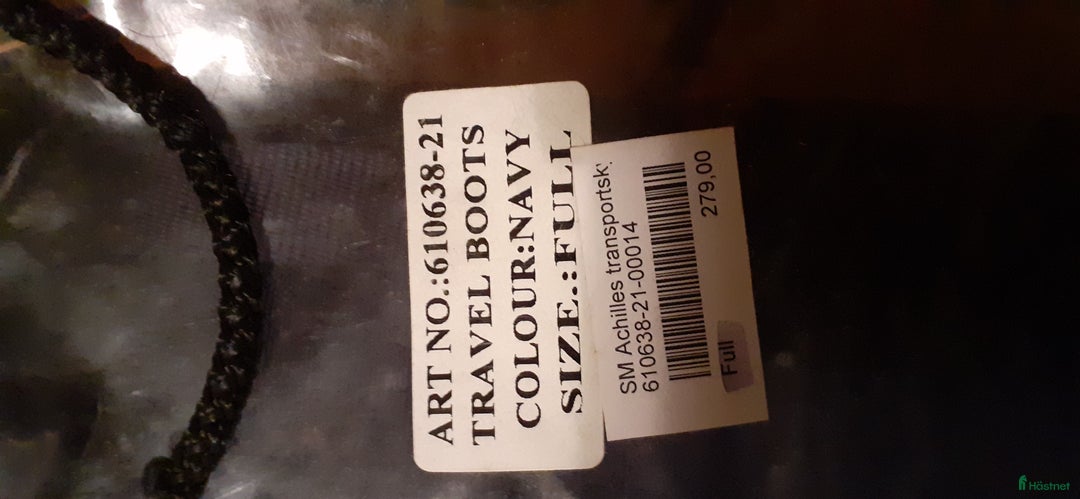 ART NO.:610638-21
TRAVEL BOOTS
COLOUR:NAVY
SIZE.:FULL
SM Achilles transportsk
610638-21-00014
279,00
Full
Hästnet